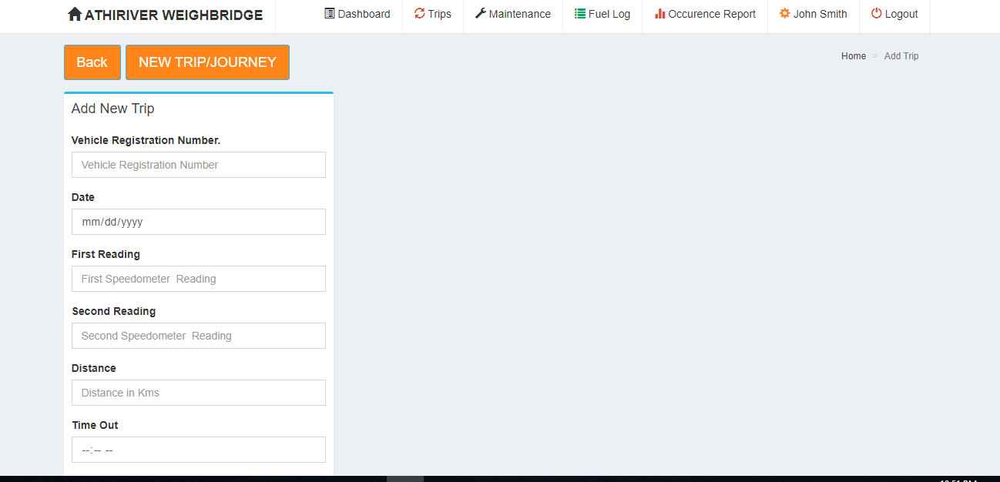 ATHIRIVER WEIGHBRIDGE Dashboard Trips Maintenance Fuel Log Occurence Report John Smith Logout
Back NEW TRIP/JOURNEY Home > Add Trip
Add New Trip
Vehicle Registration Number.
Vehicle Registration Number
Date
mm/dd/yyyy
First Reading
First Speedometer Reading
Second Reading
Second Speedometer Reading
Distance
Distance in Kms
Time Out
--:-- --